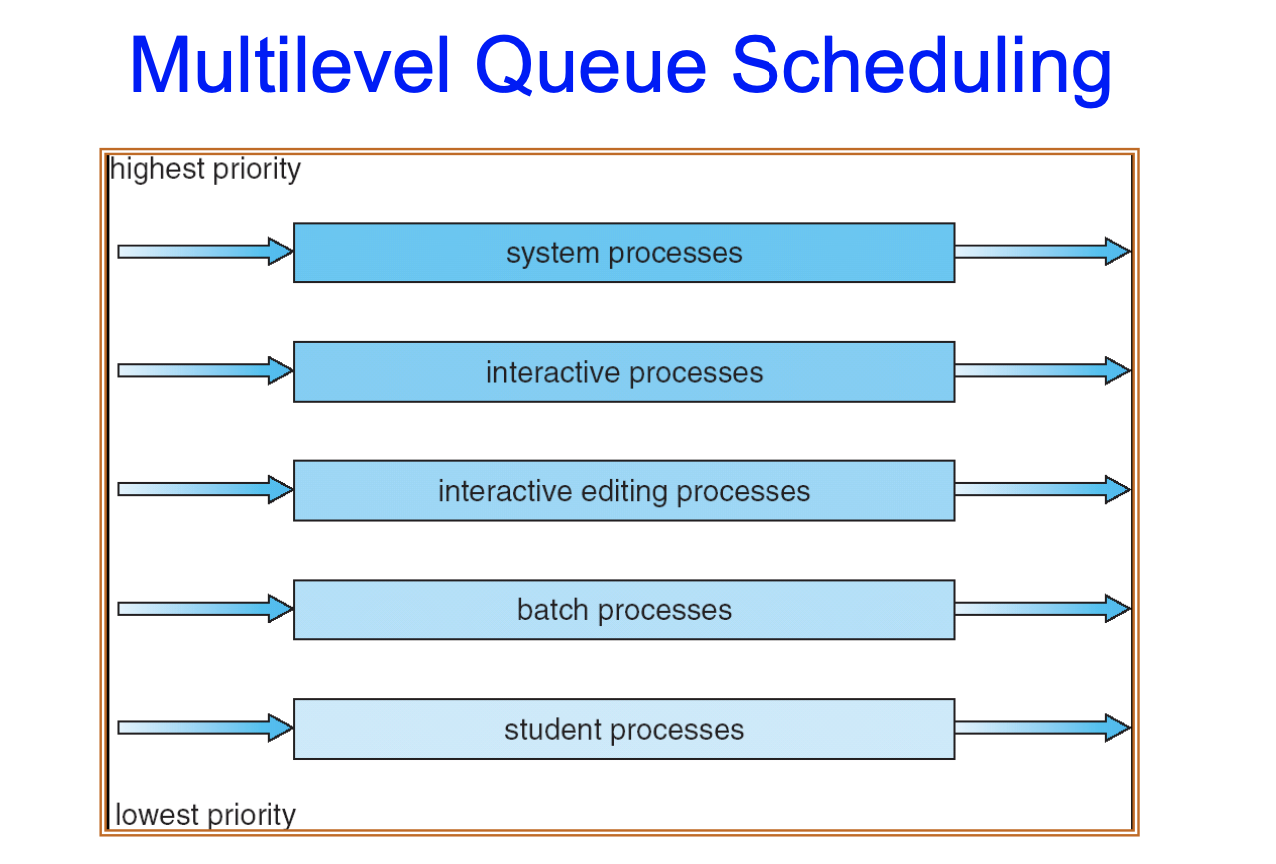 Multilevel Queue Scheduling
highest priority
system processes
interactive processes
interactive editing processes
batch processes
student processes
lowest priority